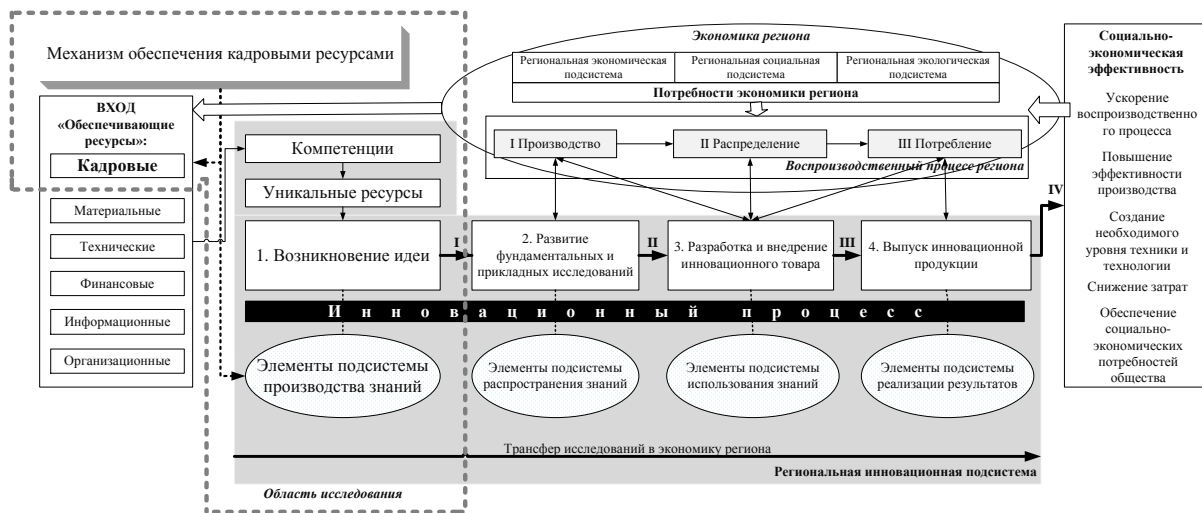 Механизм обеспечения кадровыми ресурсами
ВХОД
«Обеспечивающие
ресурсы»:
Кадровые
Материальные
Технические
Финансовые
Информационные
Организационные
Экономика региона
Региональная экономическая
подсистема
Региональная социальная
подсистема
Региональная экологическая
подсистема
Потребности экономики региона
I Производство
II Распределение
III Потребление
Воспроизводственный процесс региона
Компетенции
Уникальные ресурсы
1. Возникновение идеи
I
2. Развитие
фундаментальных и
прикладных исследований
II
3. Разработка и внедрение
инновационного товара
III
4. Выпуск инновационной
продукции
IV
Инновационный процесс
Элементы подсистемы
производства знаний
Элементы подсистемы
распространения знаний
Элементы подсистемы
использования знаний
Элементы подсистемы
реализации результатов
Трансфер исследований в экономику региона
Региональная инновационная подсистема
Область исследования
Социально-
экономическая
эффективность
Ускорение
воспроизводственно
го процесса
Повышение
эффективности
производства
Создание
необходимого
уровня техники и
технологии
Снижение затрат
Обеспечение
социально-
экономических
потребностей
общества